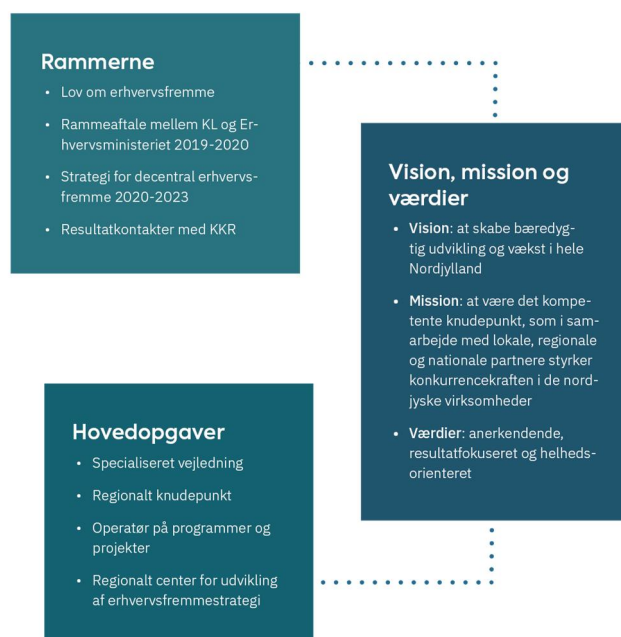 Rammerne
• Lov om erhvervsfremme
• Rammeaftale mellem KL og Er-
hvervsministeriet 2019-2020
• Strategi for decentral erhvervs-
fremme 2020-2023
• Resultatkontakter med KKR
Vision, mission og
værdier
• Vision: at skabe bæredyg-
tig udvikling og vækst i hele
Nordjylland
• Mission: at være det kompe-
tente knudepunkt, som i sam-
arbejde med lokale, regionale
og nationale partnere styrker
konkurrencekraften i de nord-
jyske virksomheder
• Værdier: anerkendende,
resultatfokuseret og helheds-
orienteret
Hovedopgaver
• Specialiseret vejledning
• Regionalt knudepunkt
• Operatør på programmer og
projekter
• Regionalt center for udvikling
af erhvervsfremmestrategi